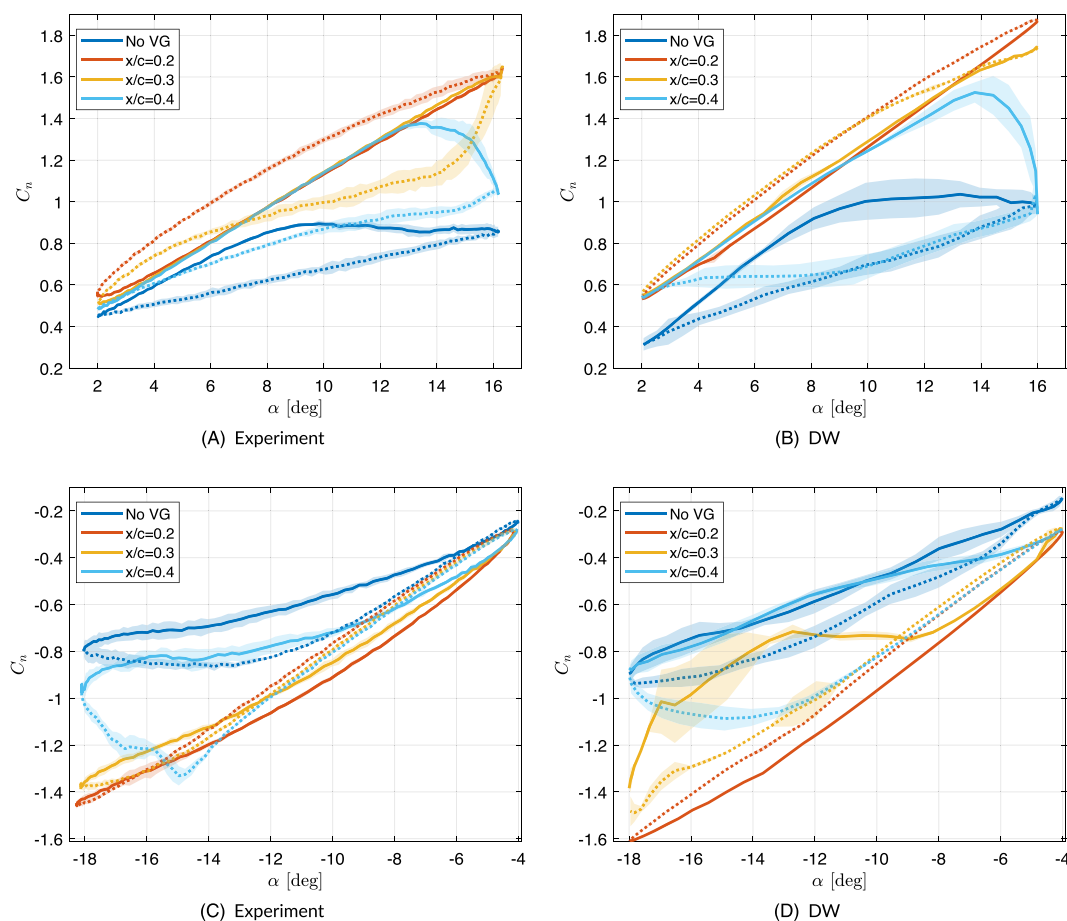 No VG
x/c=0.2
x/c=0.3
x/c=0.4
1.8
1.6
1.4
1.2
1
0.8
0.6
0.4
0.2
C_n
2 4 6 8 10 12 14 16
α [deg]
(A) Experiment
No VG
x/c=0.2
x/c=0.3
x/c=0.4
1.8
1.6
1.4
1.2
1
0.8
0.6
0.4
0.2
C_n
2 4 6 8 10 12 14 16
α [deg]
(B) DW
No VG
x/c=0.2
x/c=0.3
x/c=0.4
-0.2
-0.4
-0.6
-0.8
-1
-1.2
-1.4
-1.6
C_n
-18 -16 -14 -12 -10 -8 -6 -4
α [deg]
(C) Experiment
No VG
x/c=0.2
x/c=0.3
x/c=0.4
-0.2
-0.4
-0.6
-0.8
-1
-1.2
-1.4
-1.6
C_n
-18 -16 -14 -12 -10 -8 -6 -4
α [deg]
(D) DW